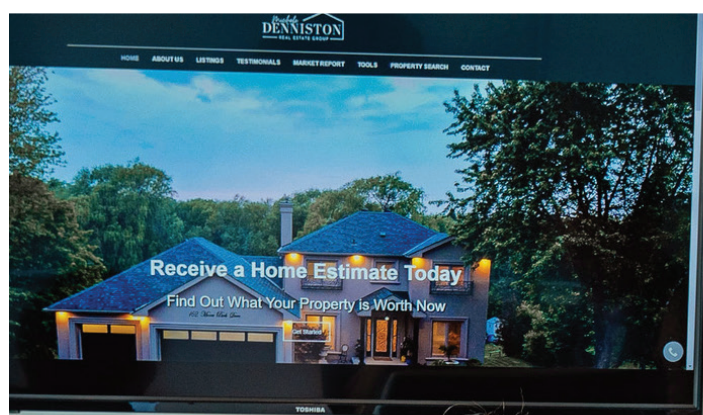 Michele
DENNISTON
REAL ESTATE GROUP
HOME ABOUT US LISTINGS TESTIMONIALS MARKET REPORT TOOLS PROPERTY SEARCH CONTACT
Receive a Home Estimate Today
Find Out What Your Property is Worth Now
Get Started
TOSHIBA